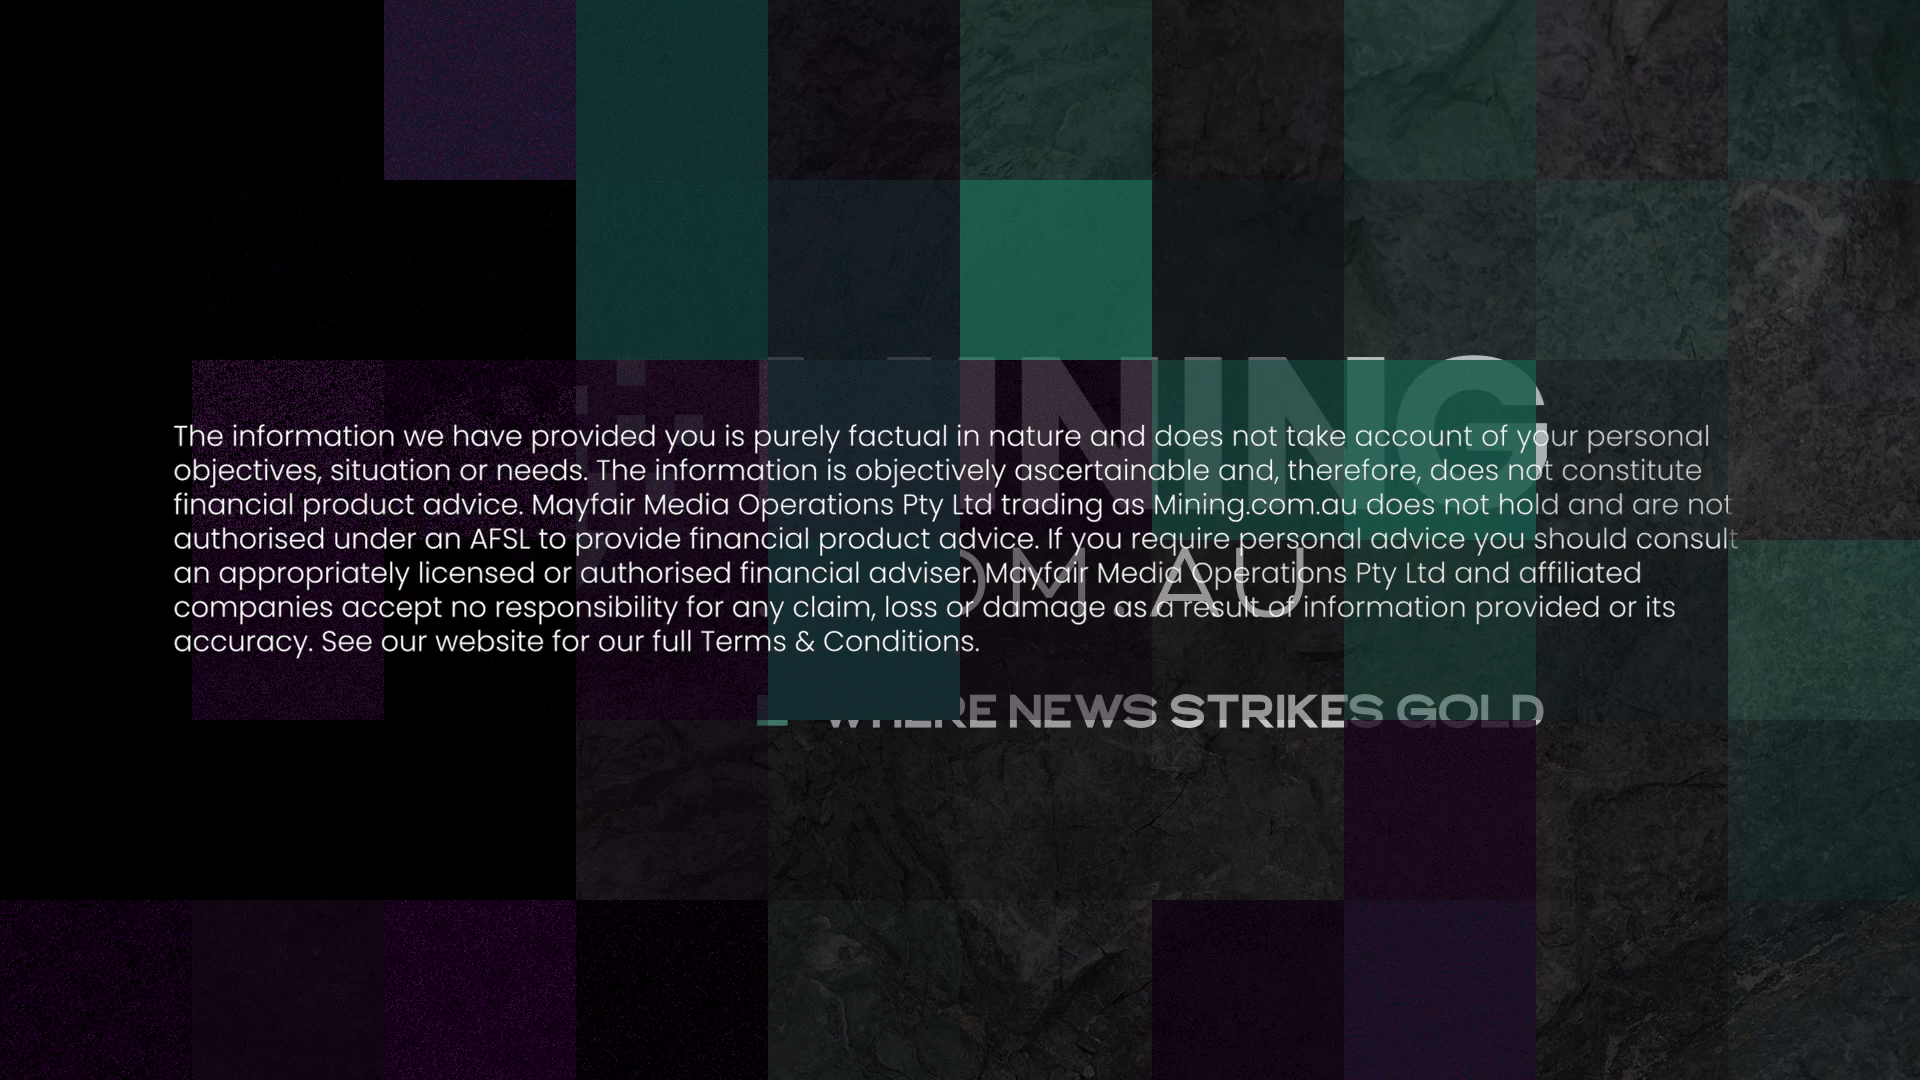 The information we have provided you is purely factual in nature and does not take account of your personal
objectives, situation or needs. The information is objectively ascertainable and, therefore, does not constitute
financial product advice. Mayfair Media Operations Pty Ltd trading as Mining.com.au does not hold and are not
authorised under an AFSL to provide financial product advice. If you require personal advice you should consult
an appropriately licensed or authorised financial adviser. Mayfair Media Operations Pty Ltd and affiliated
companies accept no responsibility for any claim, loss or damage as a result of information provided or its
accuracy. See our website for our full Terms & Conditions.
MINING
OM . AU
WHERE NEWS STRIKES GOLD